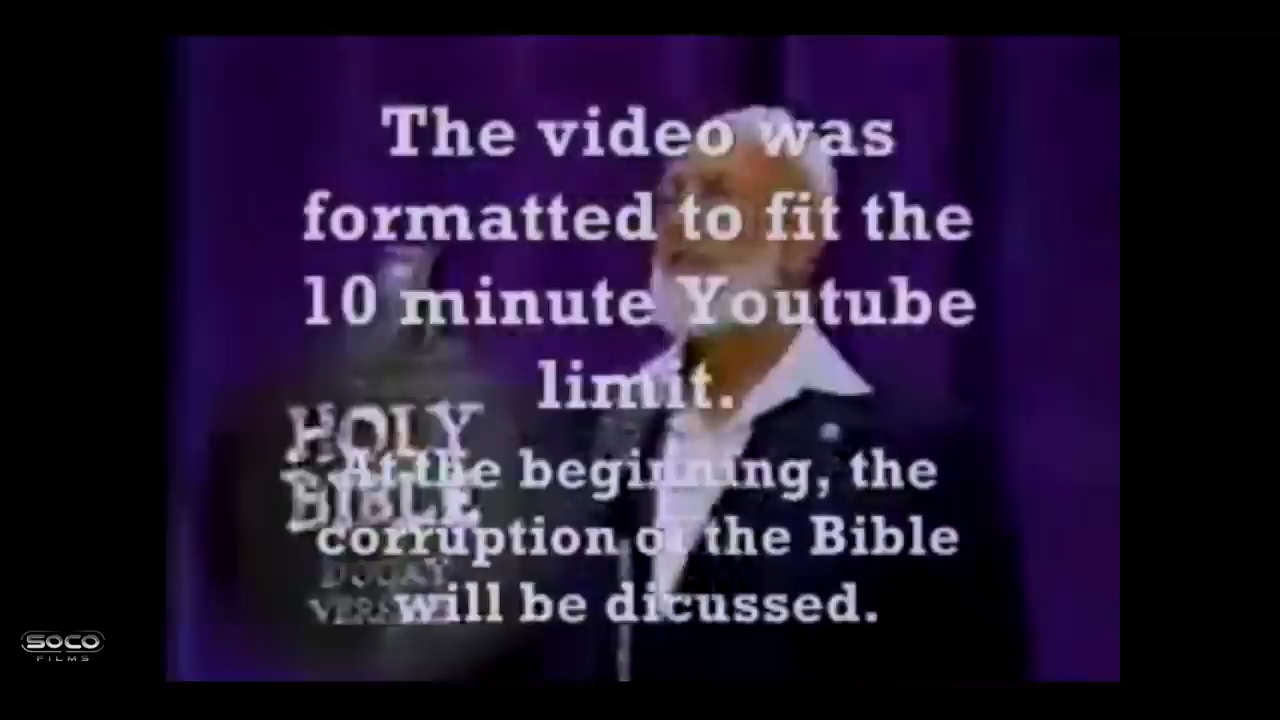 The video was
formatted to fit the
10 minute Youtube
limit.
At the beginning, the
corruption of the Bible
will be dicussed.
HOLY
BIBLE
DOUAY
SOCO
FILMS